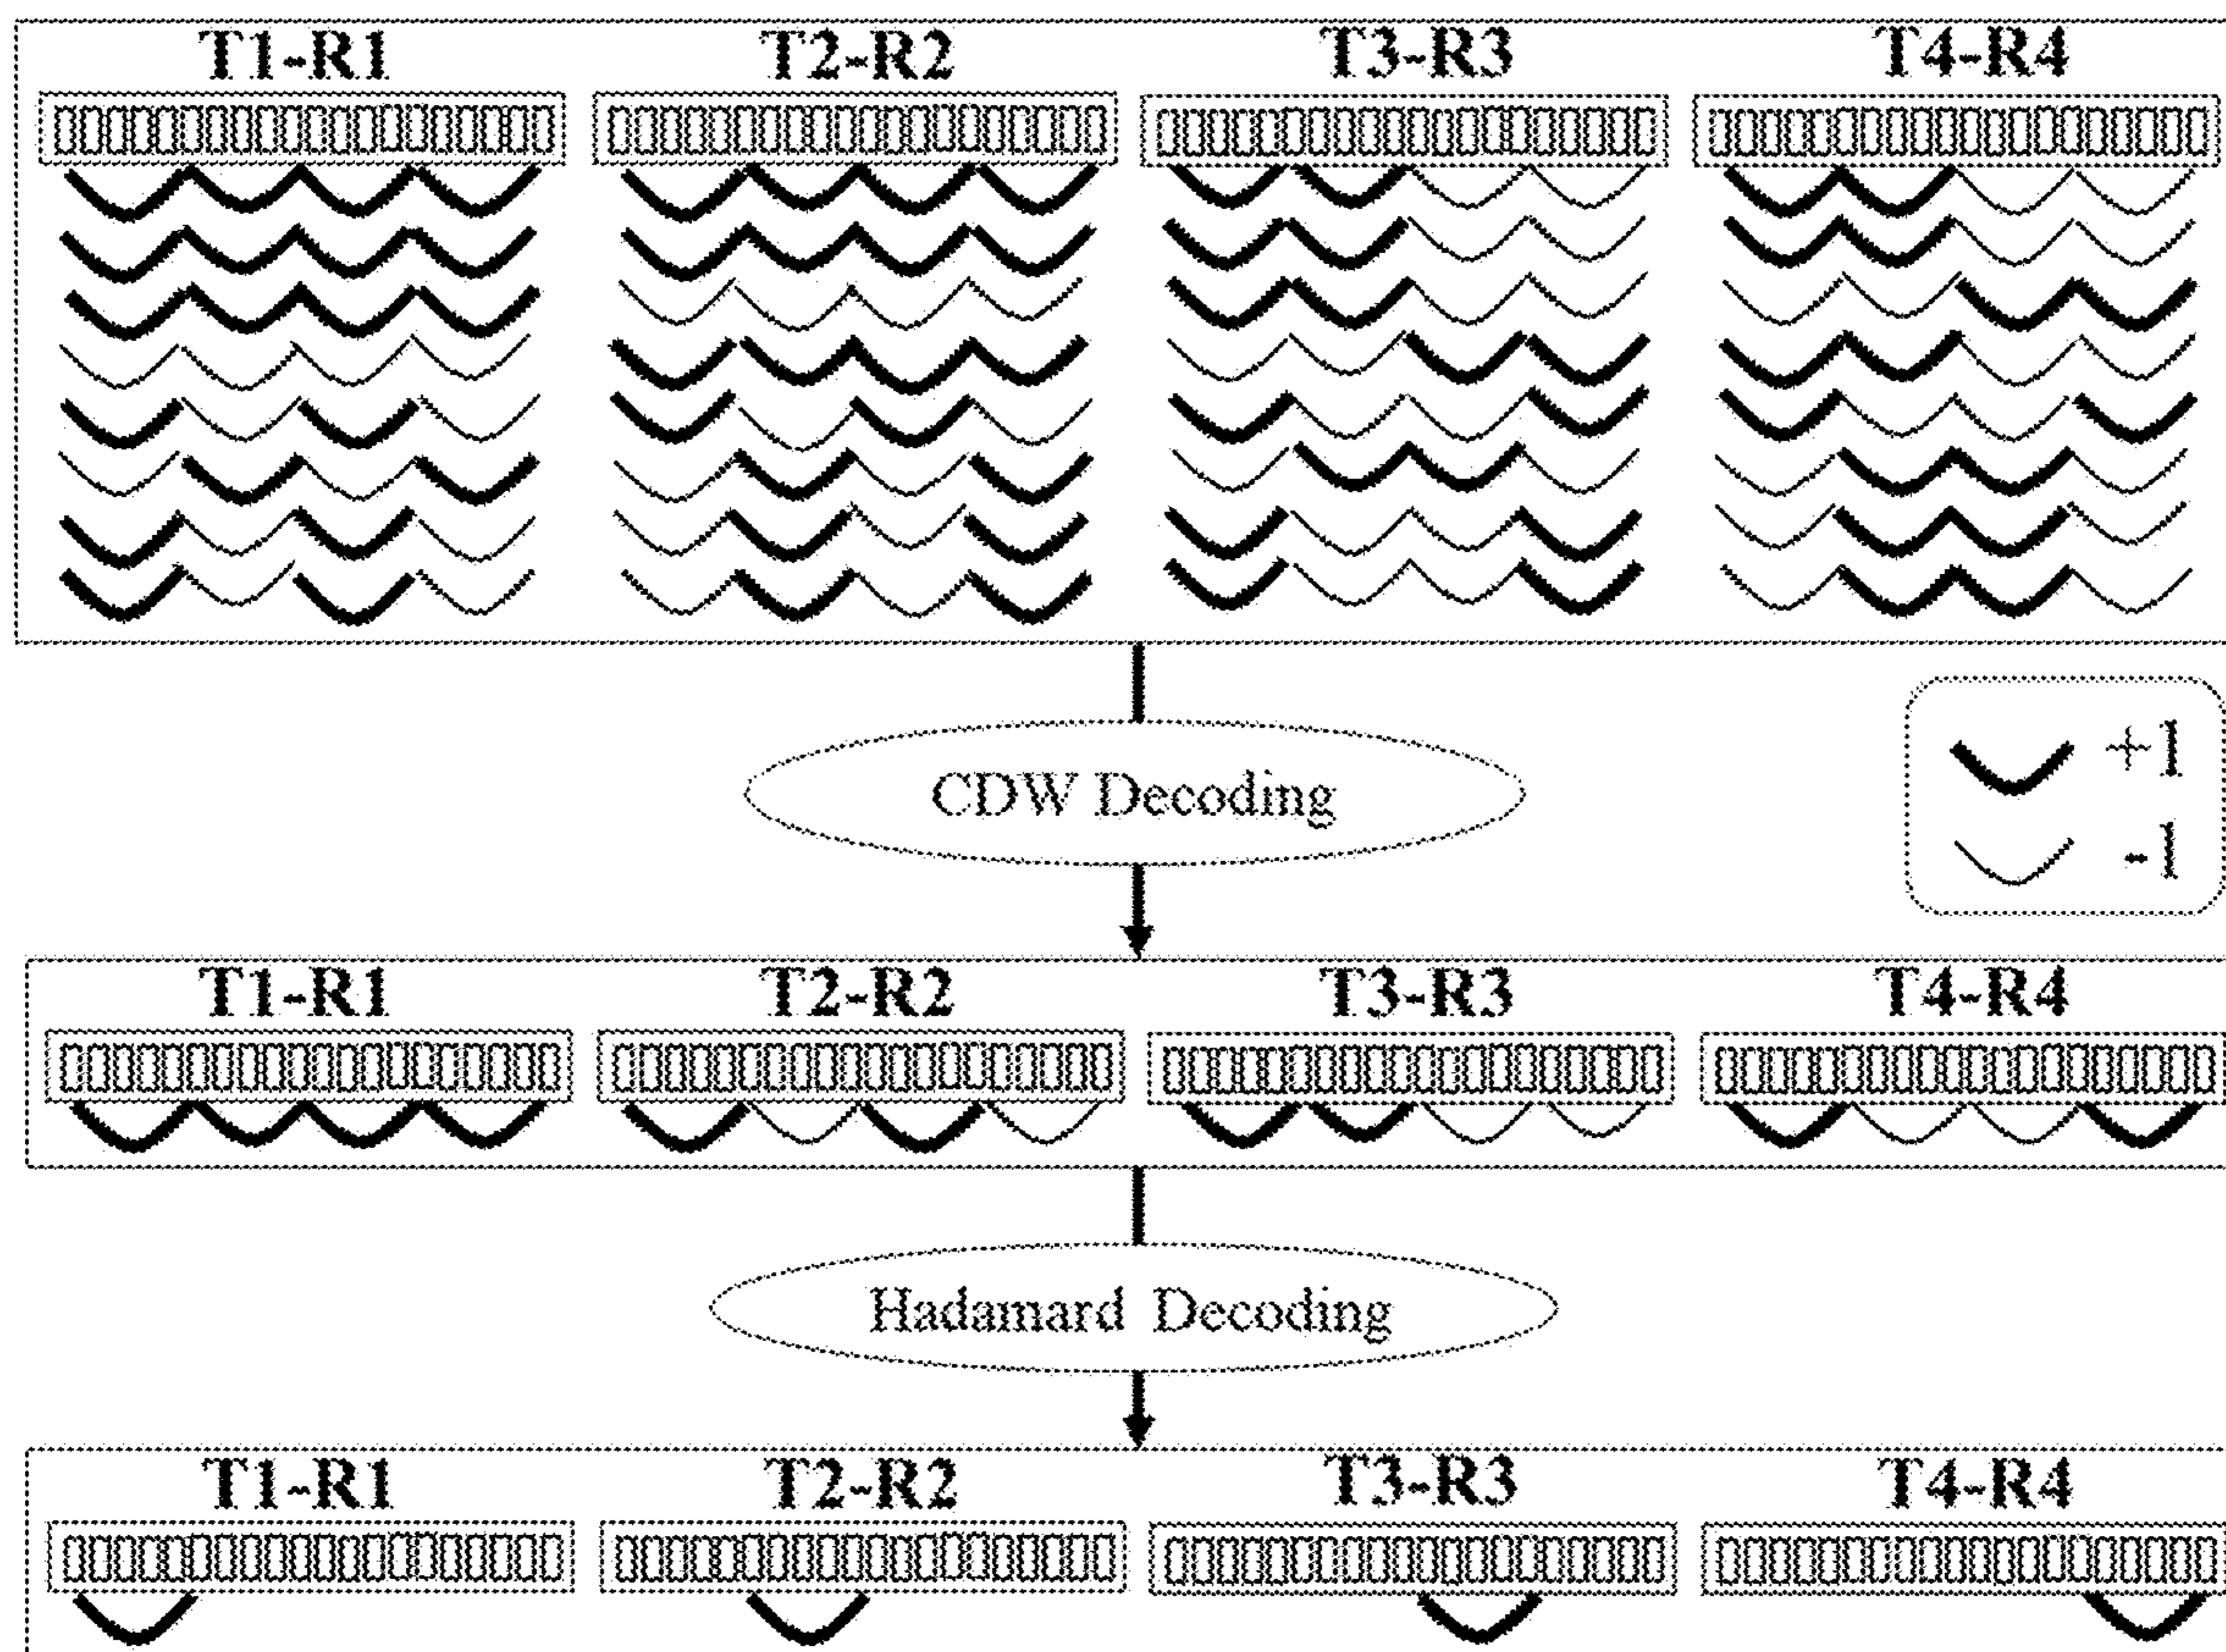 T1-R1 T2-R2 T3-R3 T4-R4
CDW Decoding
+1
-1
T1-R1 T2-R2 T3-R3 T4-R4
Hadamard Decoding
T1-R1 T2-R2 T3-R3 T4-R4